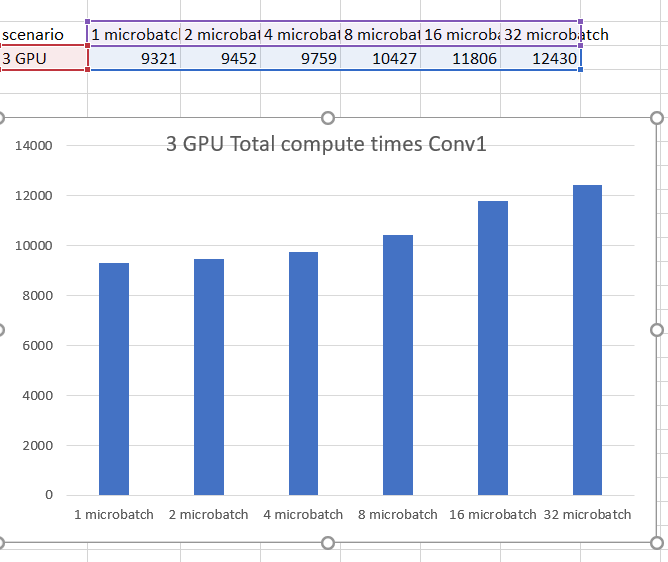 scenario 1 microbatch 2 microbat 4 microbat 8 microbat 16 microba 32 microbatch
3 GPU 9321 9452 9759 10427 11806 12430
3 GPU Total compute times Conv1
14000
12000
10000
8000
6000
4000
2000
0
1 microbatch 2 microbatch 4 microbatch 8 microbatch 16 microbatch 32 microbatch